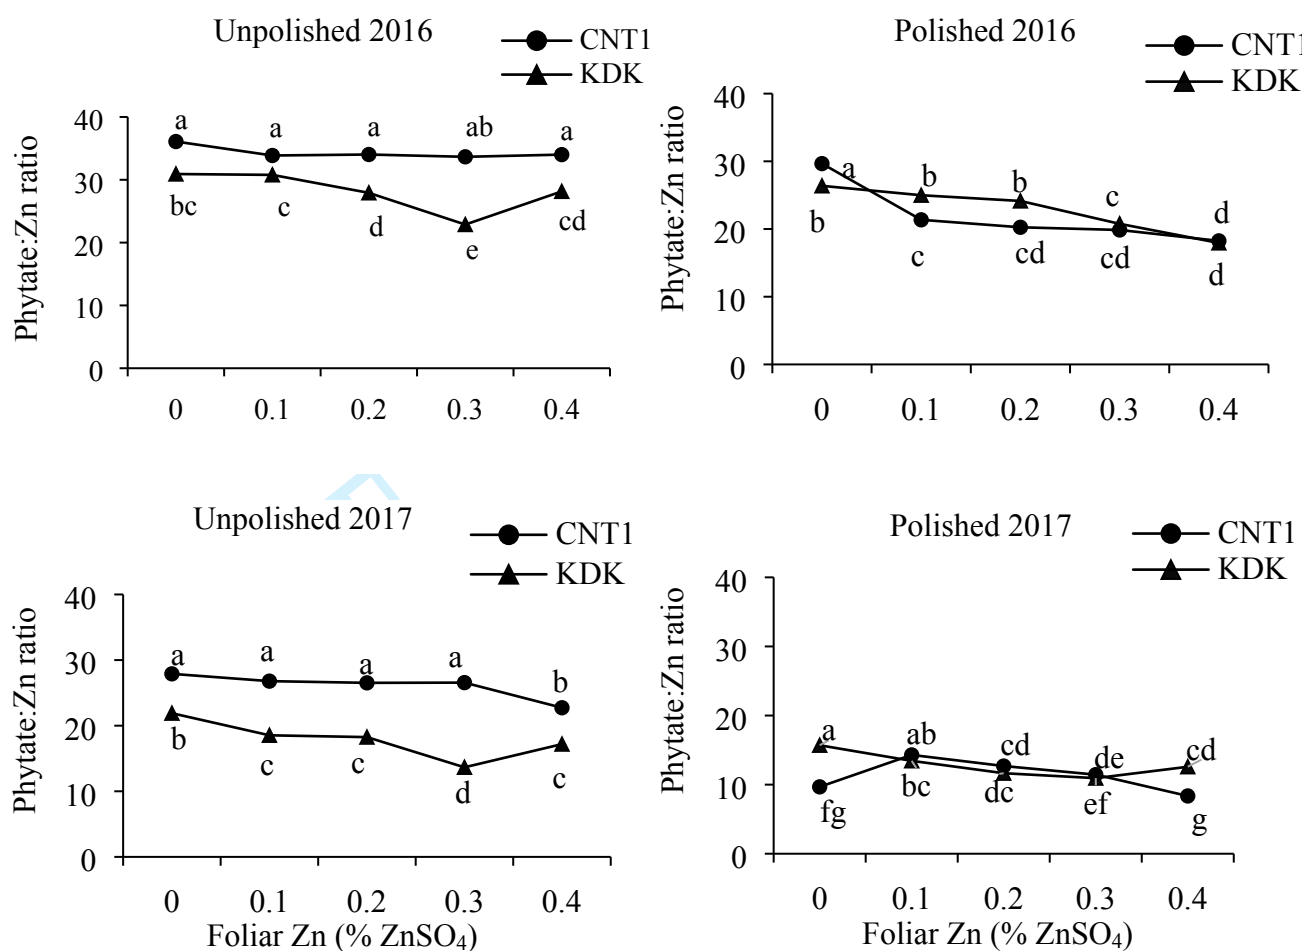 Unpolished 2016
CNT1
KDK
Phytate:Zn ratio
40
30
20
10
0
a a a ab a
bc c d e cd
0 0.1 0.2 0.3 0.4
Polished 2016
CNT1
KDK
Phytate:Zn ratio
40
30
20
10
0
a b b c d
b c cd cd d
0 0.1 0.2 0.3 0.4
Unpolished 2017
CNT1
KDK
Phytate:Zn ratio
40
30
20
10
0
a a a a b
b c c d c
0 0.1 0.2 0.3 0.4
Foliar Zn (% ZnSO₄)
Polished 2017
CNT1
KDK
Phytate:Zn ratio
40
30
20
10
0
a ab cd de cd
fg bc dc ef g
0 0.1 0.2 0.3 0.4
Foliar Zn (% ZnSO₄)